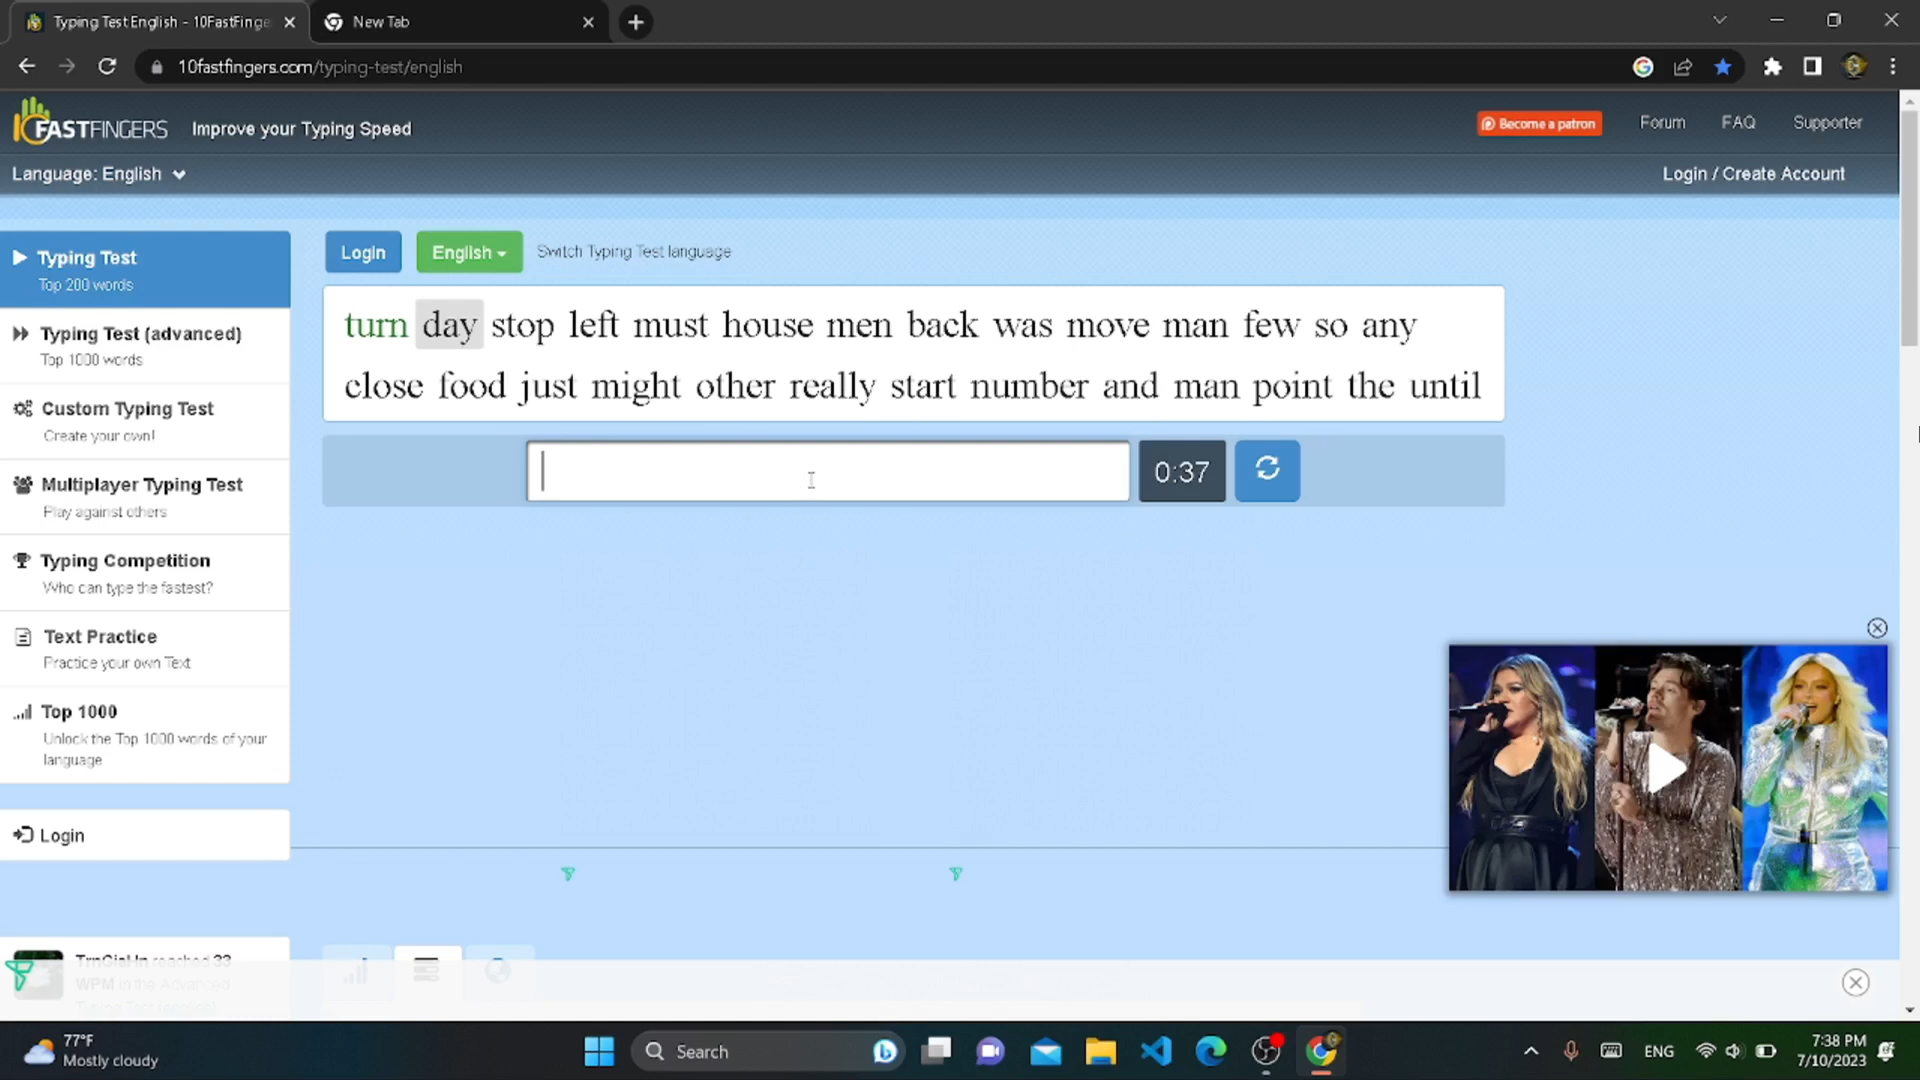 Typing Test English - 10FastFinge
New Tab
10fastfingers.com/typing-test/english
FASTFINGERS
Improve your Typing Speed
Become a patron
Forum
FAQ
Supporter
Language: English
Login / Create Account
Typing Test
Top 200 words
Typing Test (advanced)
Top 1000 words
Custom Typing Test
Create your own!
Multiplayer Typing Test
Play against others
Typing Competition
Who can type the fastest?
Text Practice
Practice your own Text
Top 1000
Unlock the Top 1000 words of your
language
Login
Login
English
Switch Typing Test language
turn day stop left must house men back was move man few so any
close food just might other really start number and man point the until
0:37
reached 33
WPM in the Advanced
77°F
Mostly cloudy
Search
ENG
7:38 PM
7/10/2023